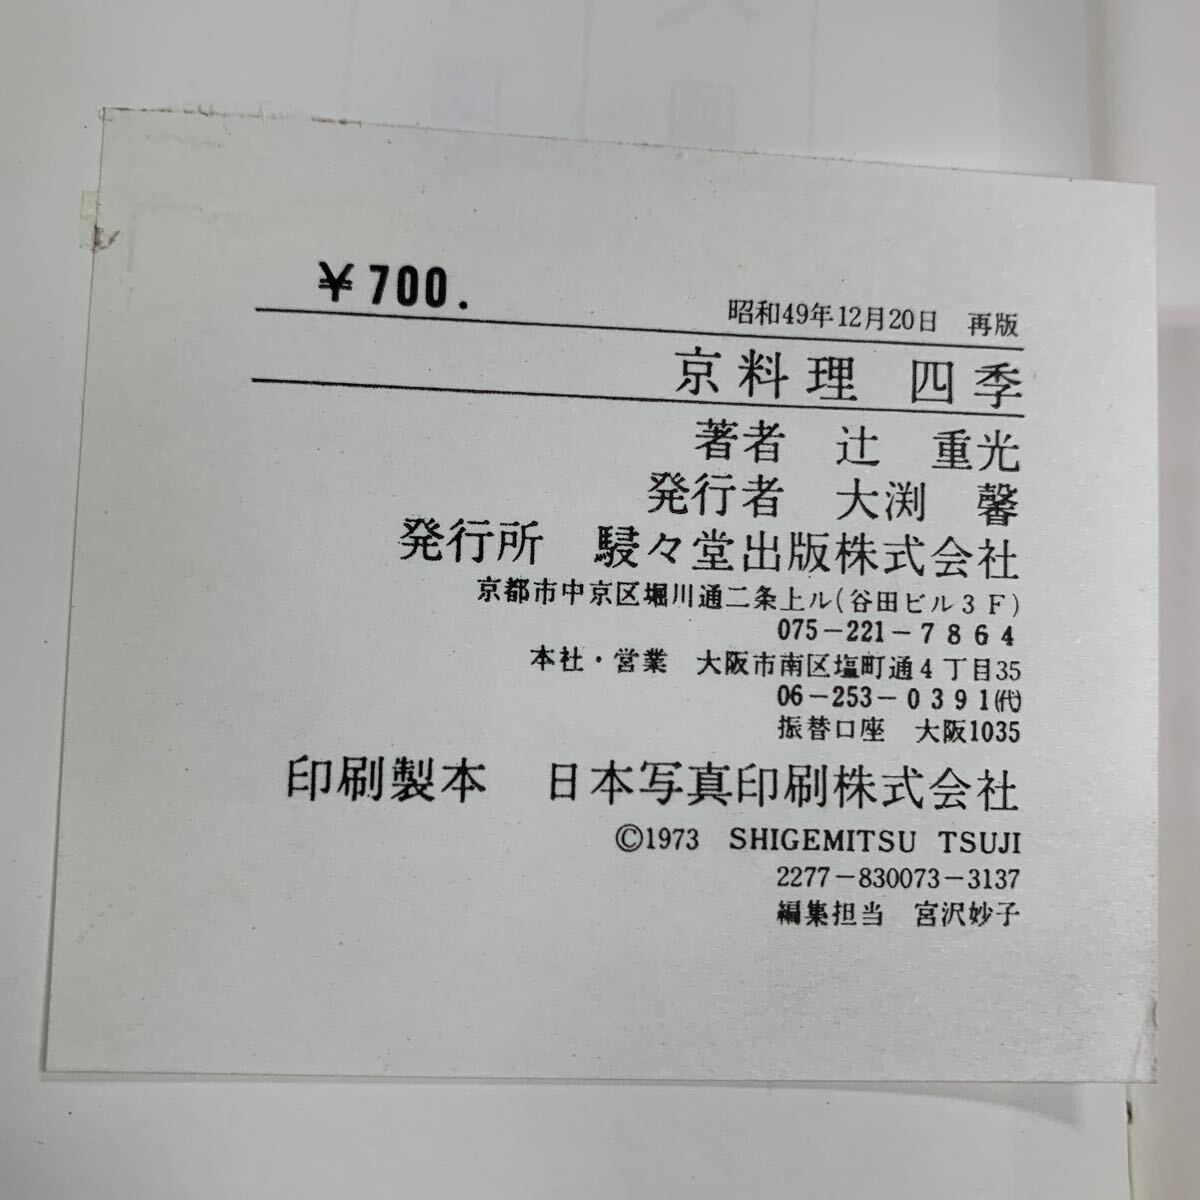 ¥700.
昭和49年12月20日 再版
京料理 四季
著者 辻 重光
発行者 大渕 馨
発行所 駸々堂出版株式会社
京都市中京区堀川通二条上ル(谷田ビル3F)
075-221-7864
本社・営業 大阪市南区塩町通4丁目35
06-253-0391(代)
振替口座 大阪1035
印刷製本 日本写真印刷株式会社
©1973 SHIGEMITSU TSUJI
2277-830073-3137
編集担当 宮沢妙子